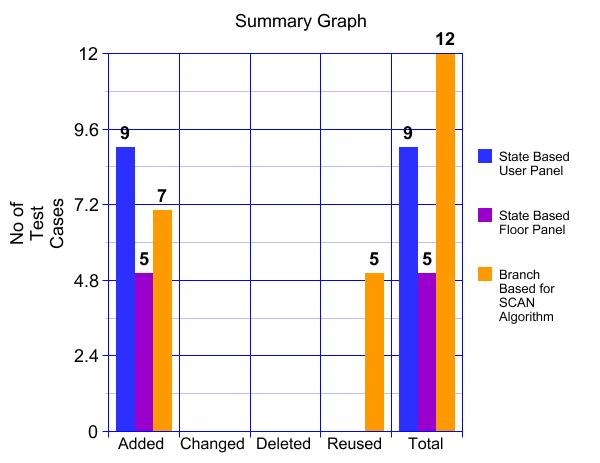 Summary Graph
12
12
9.6
9
9
7.2
7
5
5
5
4.8
2.4
0
No of
Test
Cases
Added Changed Deleted Reused Total
State Based
User Panel
State Based
Floor Panel
Branch
Based for
SCAN
Algorithm